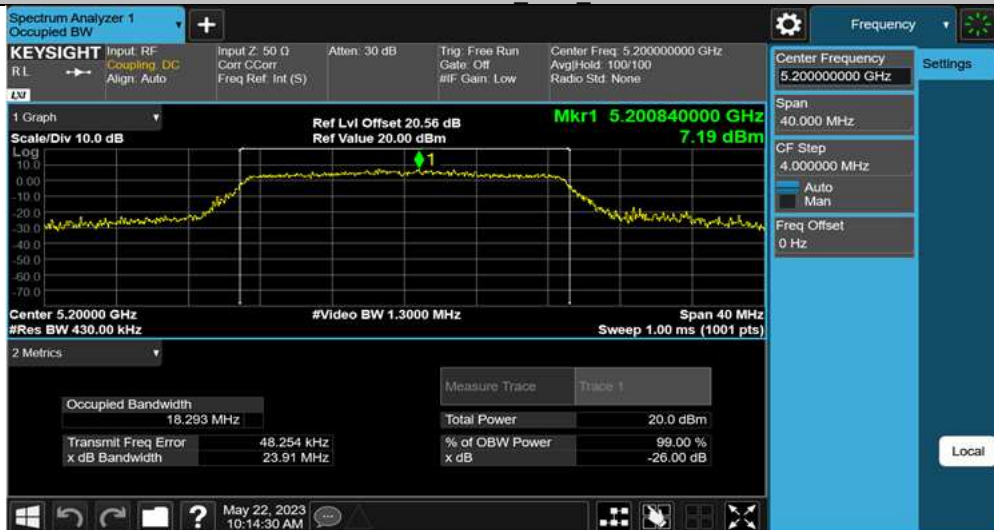 Spectrum Analyzer 1
Occupied BW
+
Frequency
KEYSIGHT
RL
LXI
Input: RF
Coupling: DC
Align: Auto
Input Z: 50 Ω
Corr CCorr
Freq Ref: Int (S)
Atten: 30 dB
Trig: Free Run
Gate: Off
#IF Gain: Low
Center Freq: 5.200000000 GHz
Avg|Hold: 100/100
Radio Std: None
Center Frequency
5.200000000 GHz
Settings
Span
40.000 MHz
CF Step
4.000000 MHz
Auto
Man
Freq Offset
0 Hz
Local
1 Graph
Scale/Div 10.0 dB
Ref Lvl Offset 20.56 dB
Ref Value 20.00 dBm
Mkr1 5.200840000 GHz
7.19 dBm
Log
1
10.0
0.00
-10.0
-20.0
-30.0
-40.0
-50.0
-60.0
-70.0
Center 5.20000 GHz
#Video BW 1.3000 MHz
Span 40 MHz
#Res BW 430.00 kHz
Sweep 1.00 ms (1001 pts)
2 Metrics
Measure Trace Trace 1
Occupied Bandwidth
18.293 MHz
Total Power 20.0 dBm
Transmit Freq Error 48.254 kHz
% of OBW Power 99.00 %
x dB Bandwidth 23.91 MHz
x dB -26.00 dB
?
May 22, 2023
10:14:30 AM